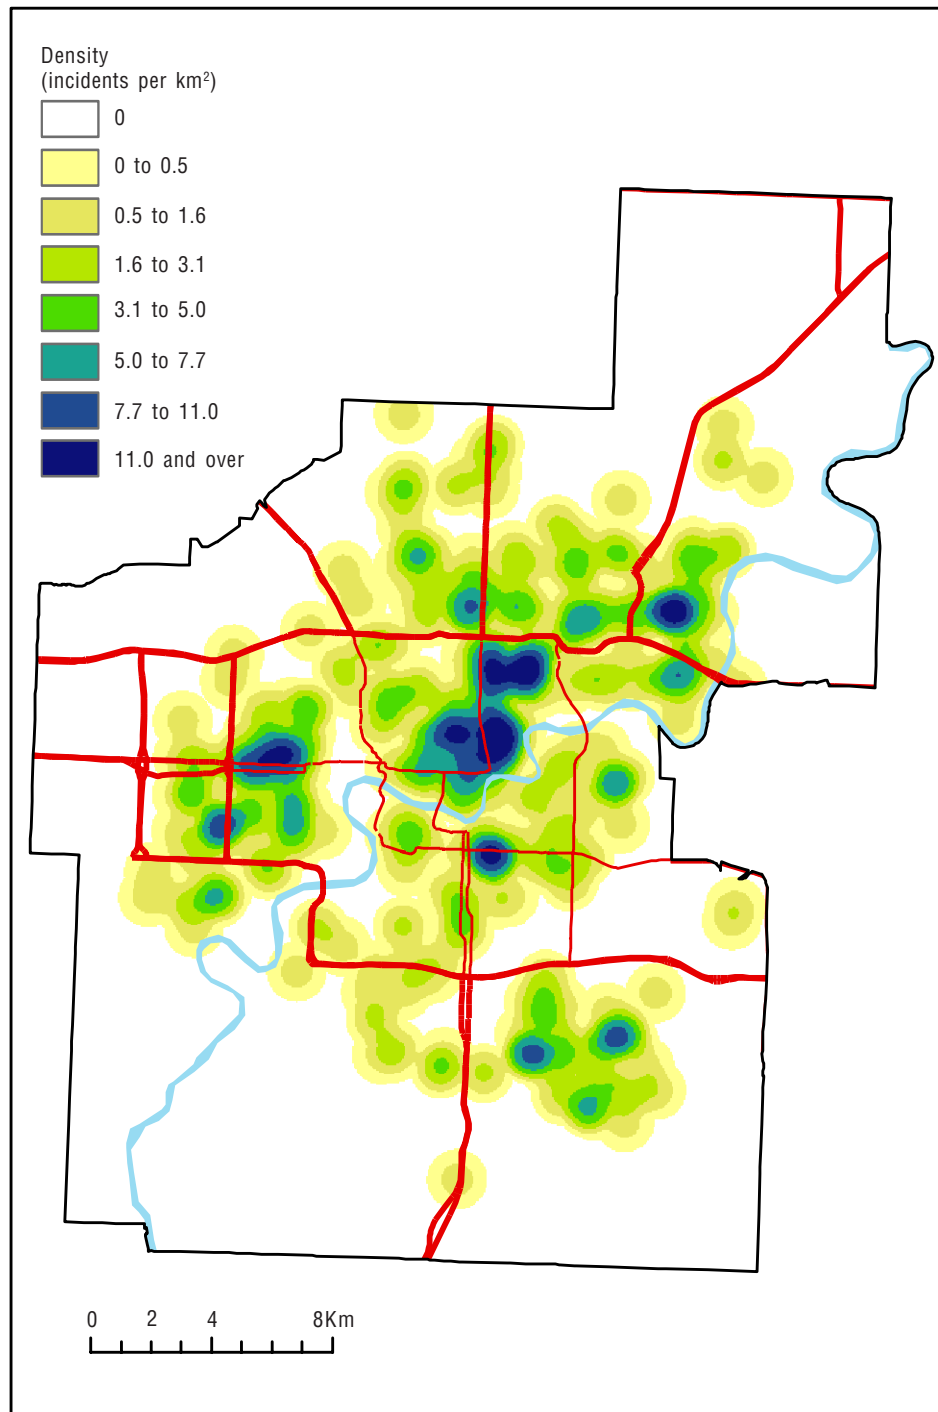 Density
(incidents per km²)
0
0 to 0.5
0.5 to 1.6
1.6 to 3.1
3.1 to 5.0
5.0 to 7.7
7.7 to 11.0
11.0 and over
0 2 4 8Km